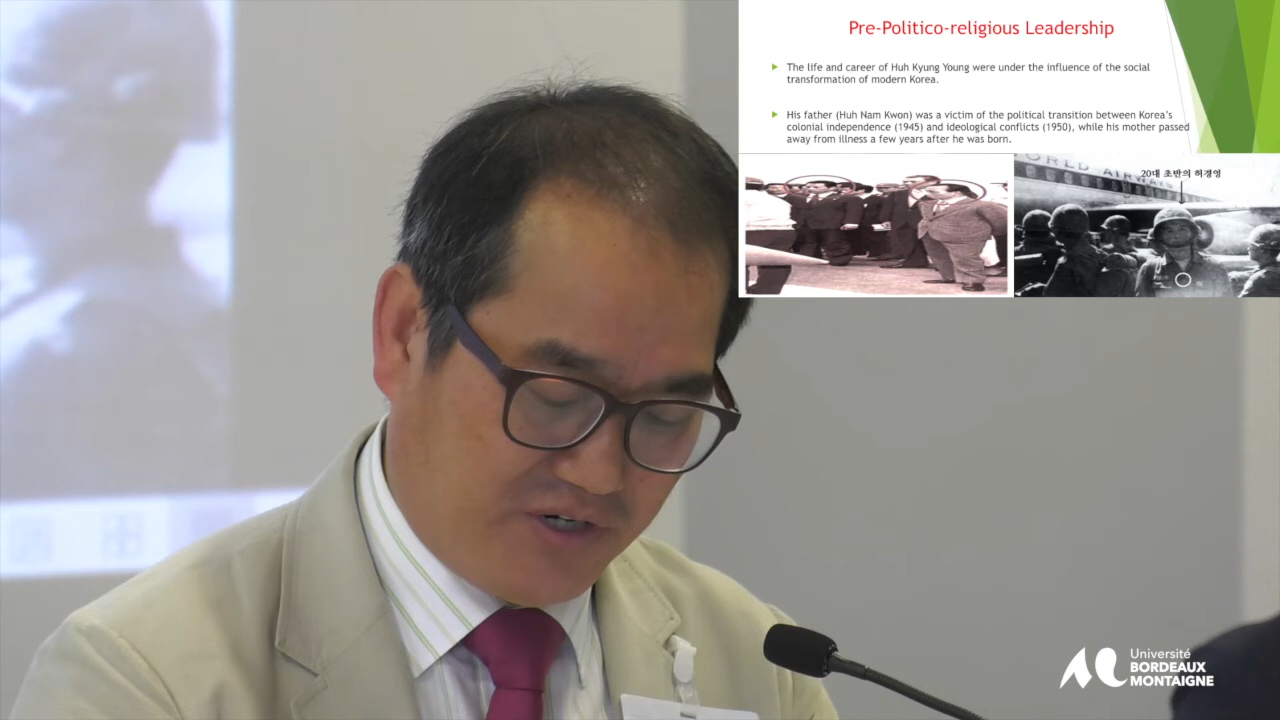 Pre-Politico-religious Leadership
The life and career of Huh Kyung Young were under the influence of the social
transformation of modern Korea.
His father (Huh Nam Kwon) was a victim of the political transition between Korea's
colonial independence (1945) and ideological conflicts (1950), while his mother passed
away from illness a few years after he was born.
WORLD AIRWAYS
20대 초반의 허경영
Université
BORDEAUX
MONTAIGNE